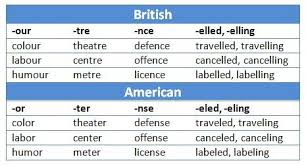 British
-our -tre -nce -elled, -elling
colour theatre defence travelled, travelling
labour centre offence cancelled, cancelling
humour metre licence labelled, labelling
American
-or -ter -nse -eled, -eling
color theater defense traveled, traveling
labor center offense canceled, canceling
humor meter license labeled, labeling